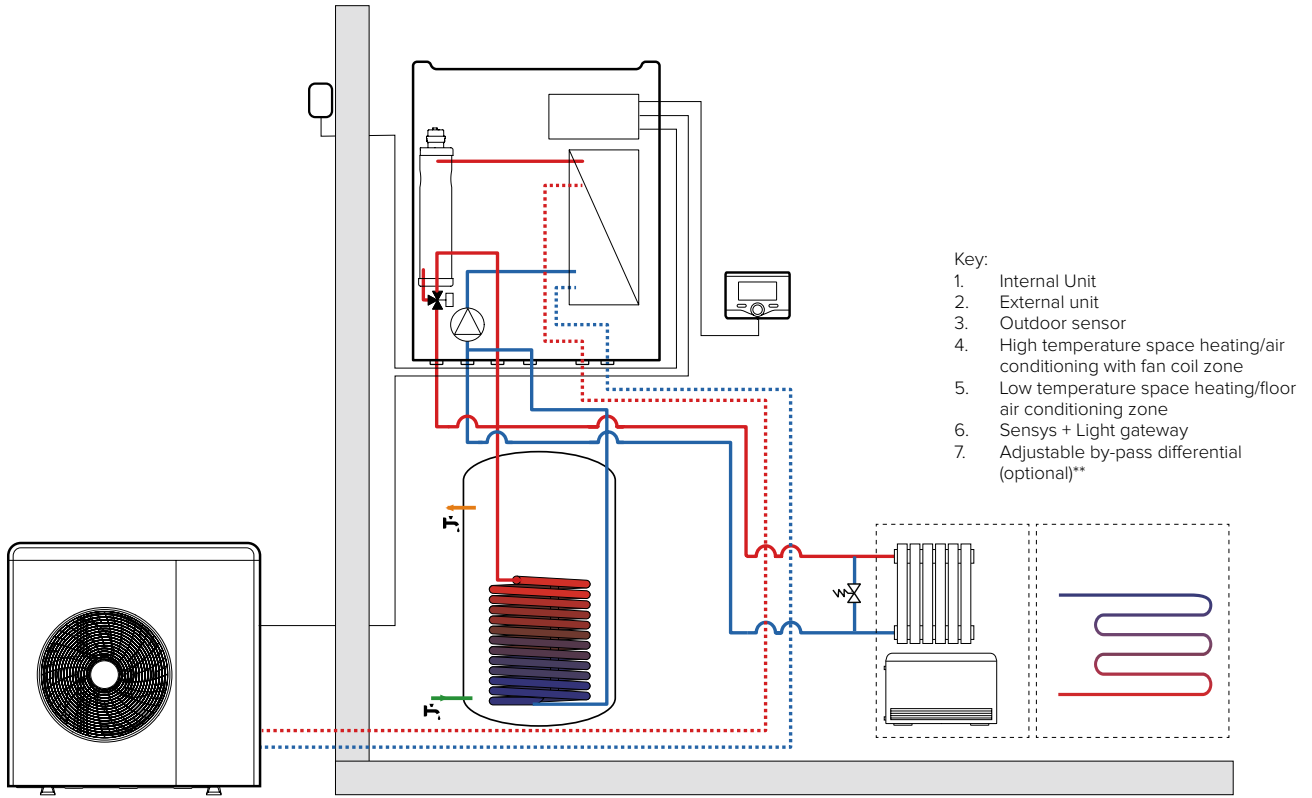 Key:
1. Internal Unit
2. External unit
3. Outdoor sensor
4. High temperature space heating/air
conditioning with fan coil zone
5. Low temperature space heating/floor
air conditioning zone
6. Sensys + Light gateway
7. Adjustable by-pass differential
(optional)**